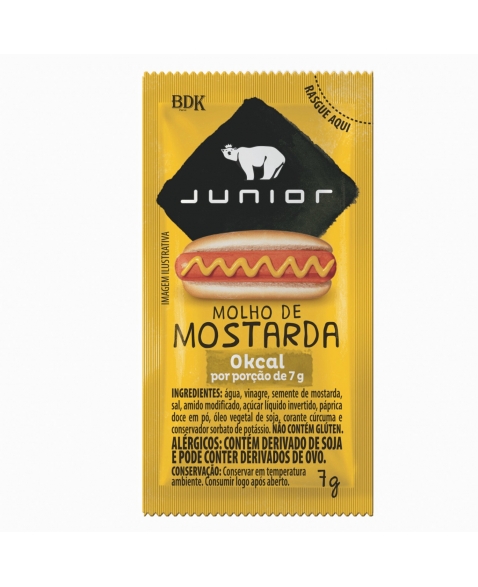 BDK
RASGUE AQUI
JUNIOR
IMAGEM ILUSTRATIVA
MOLHO DE
MOSTARDA
0 kcal
por porção de 7 g
INGREDIENTES: água, vinagre, semente de mostarda,
sal, amido modificado, açúcar líquido invertido, páprica
doce em pó, óleo vegetal de soja, corante cúrcuma e
conservador sorbato de potássio. NÃO CONTÉM GLÚTEN.
ALÉRGICOS: CONTÉM DERIVADO DE SOJA
E PODE CONTER DERIVADOS DE OVO.
CONSERVAÇÃO: Conservar em temperatura
ambiente. Consumir logo após aberto.
7g